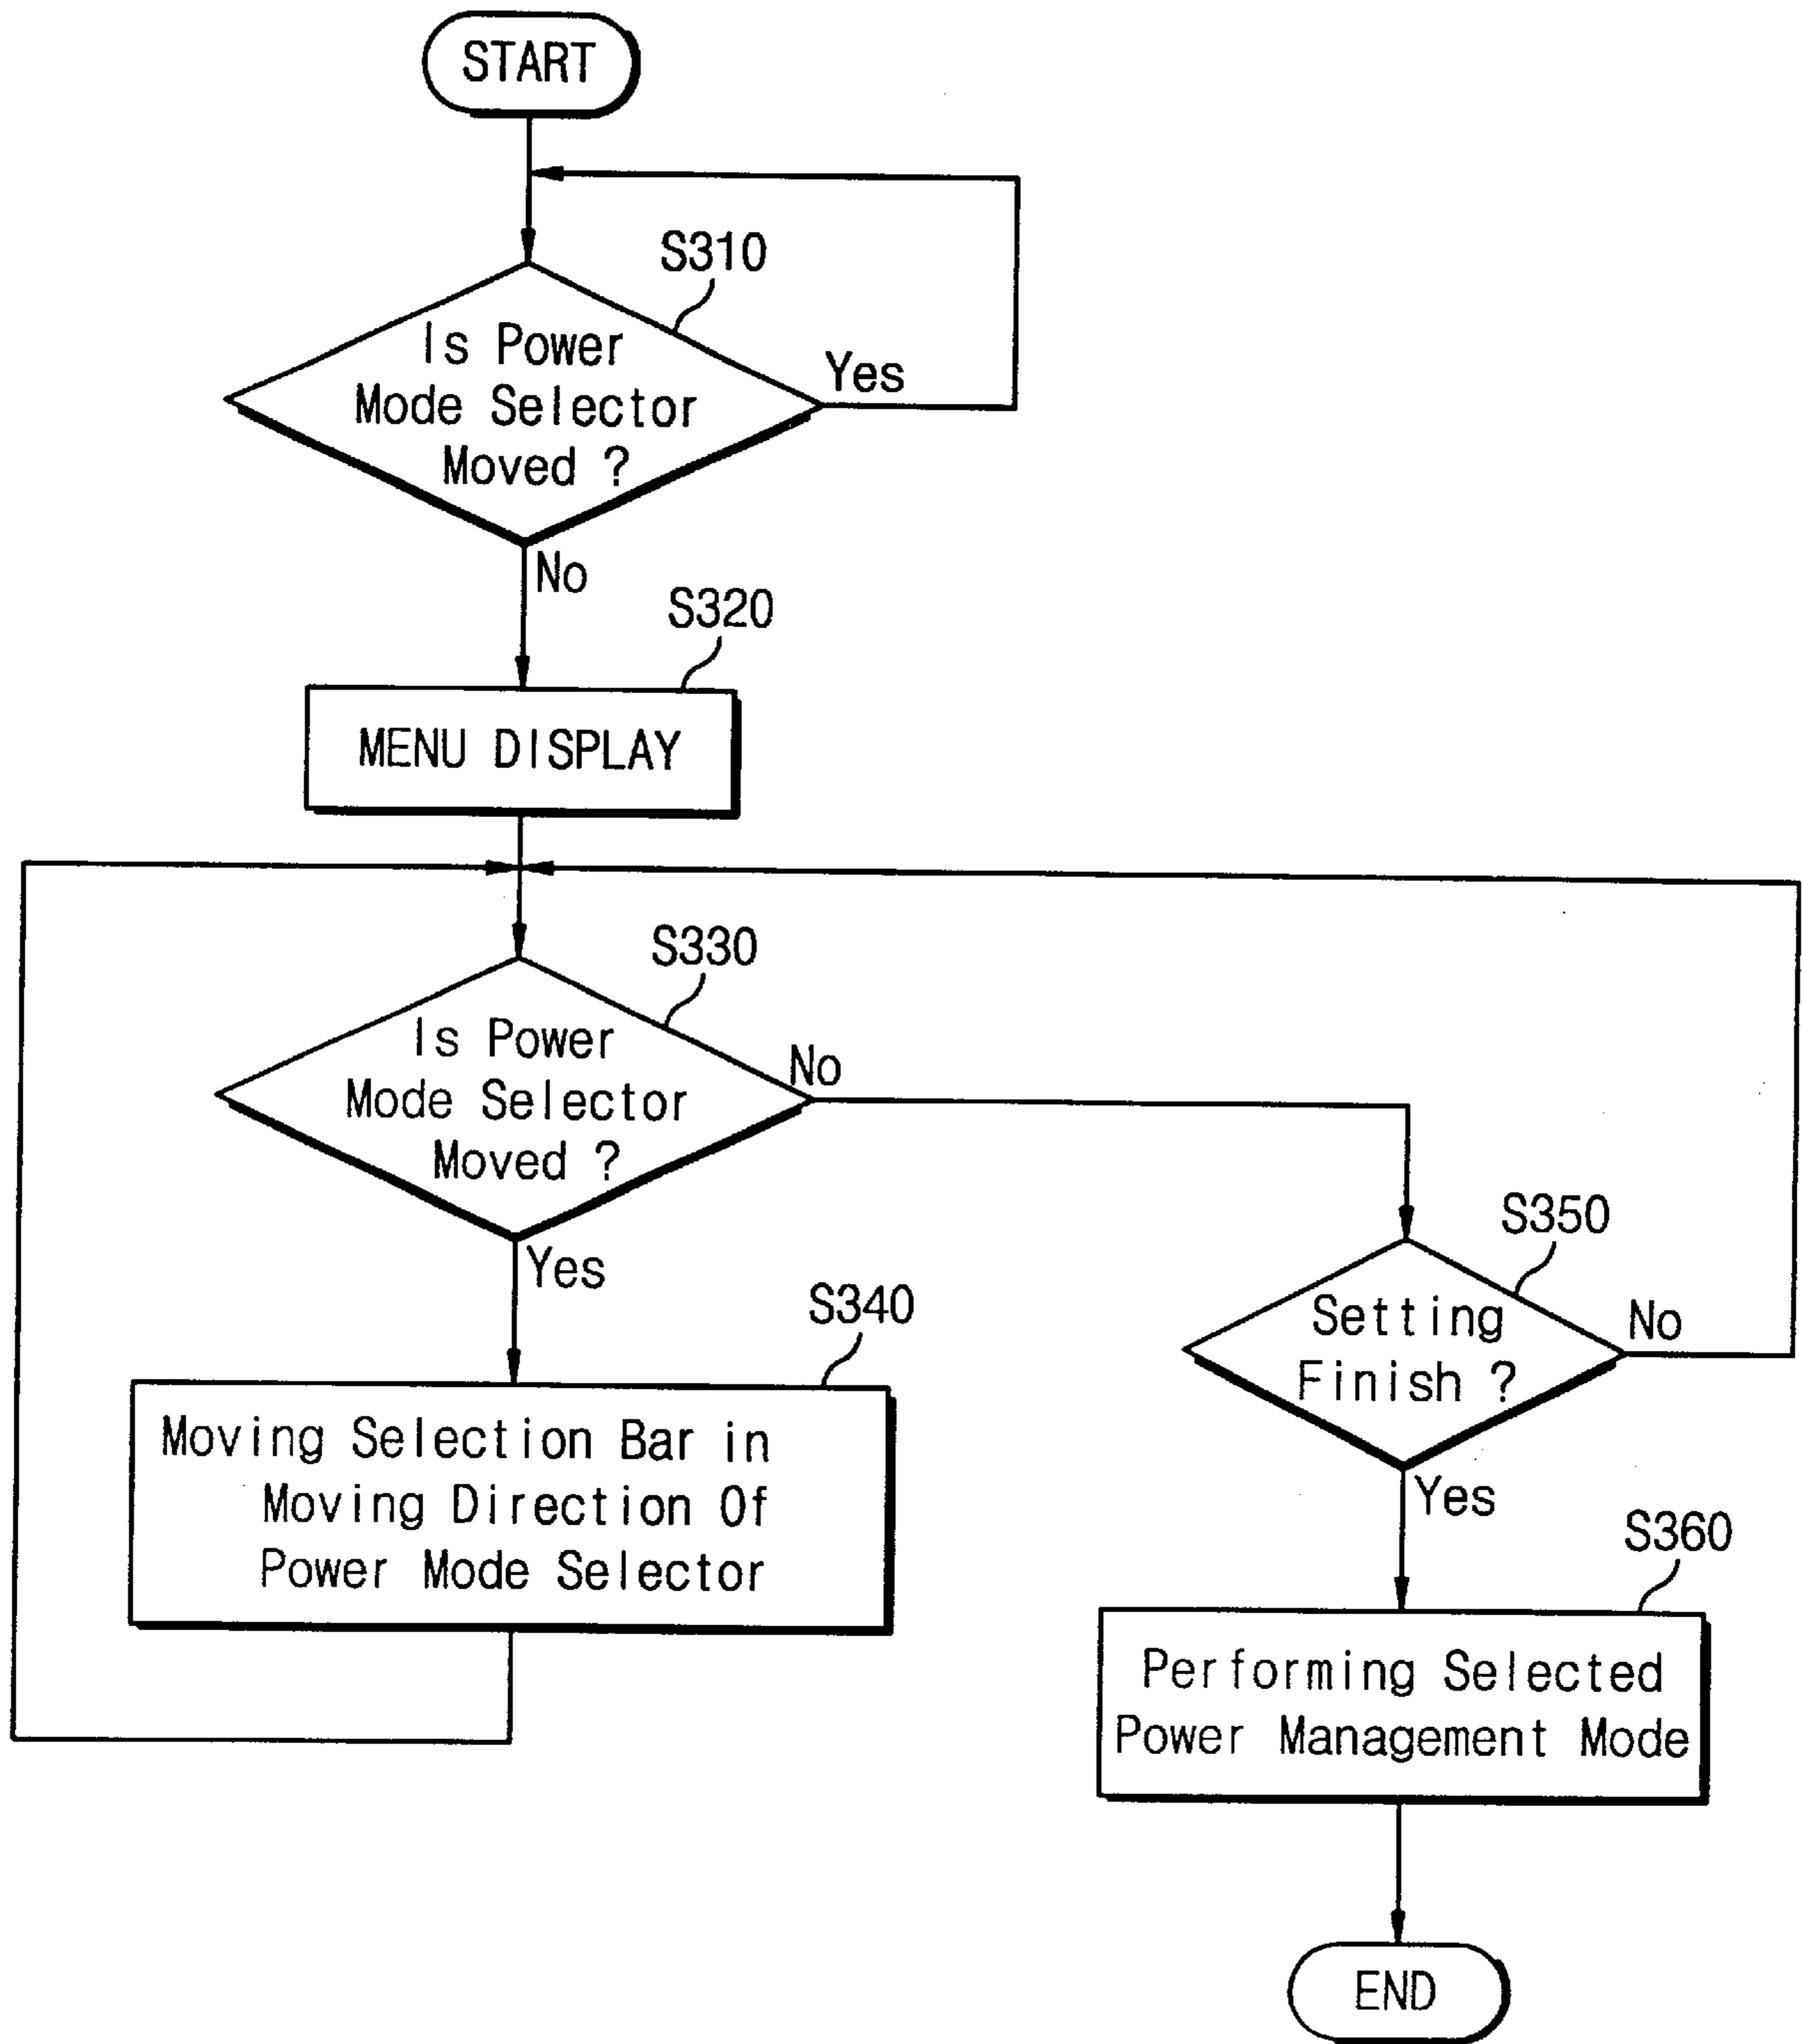 START
S310
Is Power
Mode Selector
Moved ?
Yes
No
S320
MENU DISPLAY
S330
Is Power
Mode Selector
Moved ?
No
Yes
S340
Moving Selection Bar in
Moving Direction Of
Power Mode Selector
S350
Setting
Finish ?
No
Yes
S360
Performing Selected
Power Management Mode
END